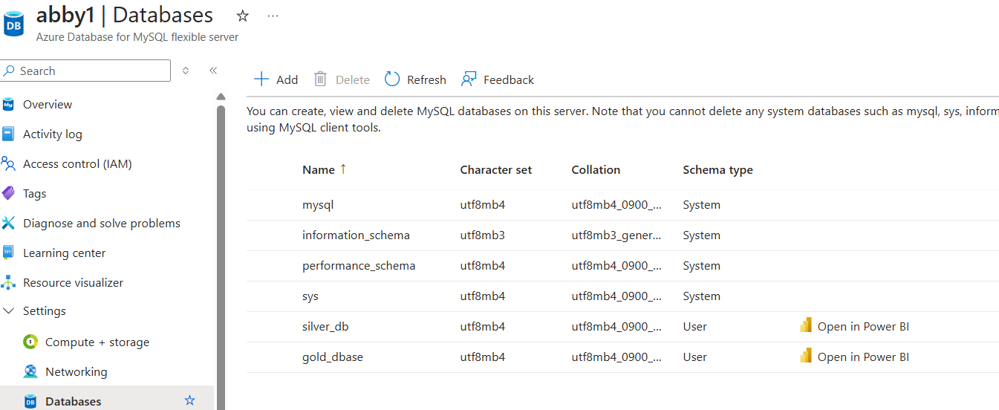 abby1 | Databases
Azure Database for MySQL flexible server
Search
Overview
Activity log
Access control (IAM)
Tags
Diagnose and solve problems
Learning center
Resource visualizer
Settings
Compute + storage
Networking
Databases
Add Delete Refresh Feedback
You can create, view and delete MySQL databases on this server. Note that you cannot delete any system databases such as mysql, sys, inform
using MySQL client tools.
Name ↑ Character set Collation Schema type
mysql utf8mb4 utf8mb4_0900_... System
information_schema utf8mb3 utf8mb3_gener... System
performance_schema utf8mb4 utf8mb4_0900_... System
sys utf8mb4 utf8mb4_0900_... System
silver_db utf8mb4 utf8mb4_0900_... User Open in Power BI
gold_dbase utf8mb4 utf8mb4_0900_... User Open in Power BI